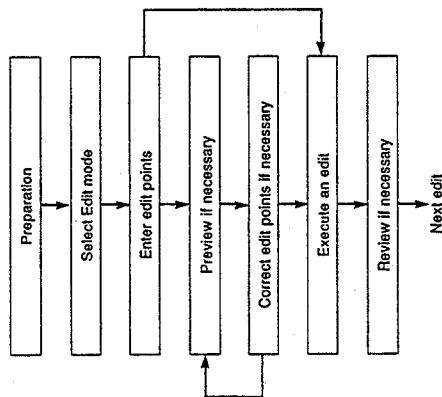 Preparation
Select Edit mode
Enter edit points
Preview if necessary
Correct edit points if necessary
Execute an edit
Review if necessary
Next edit